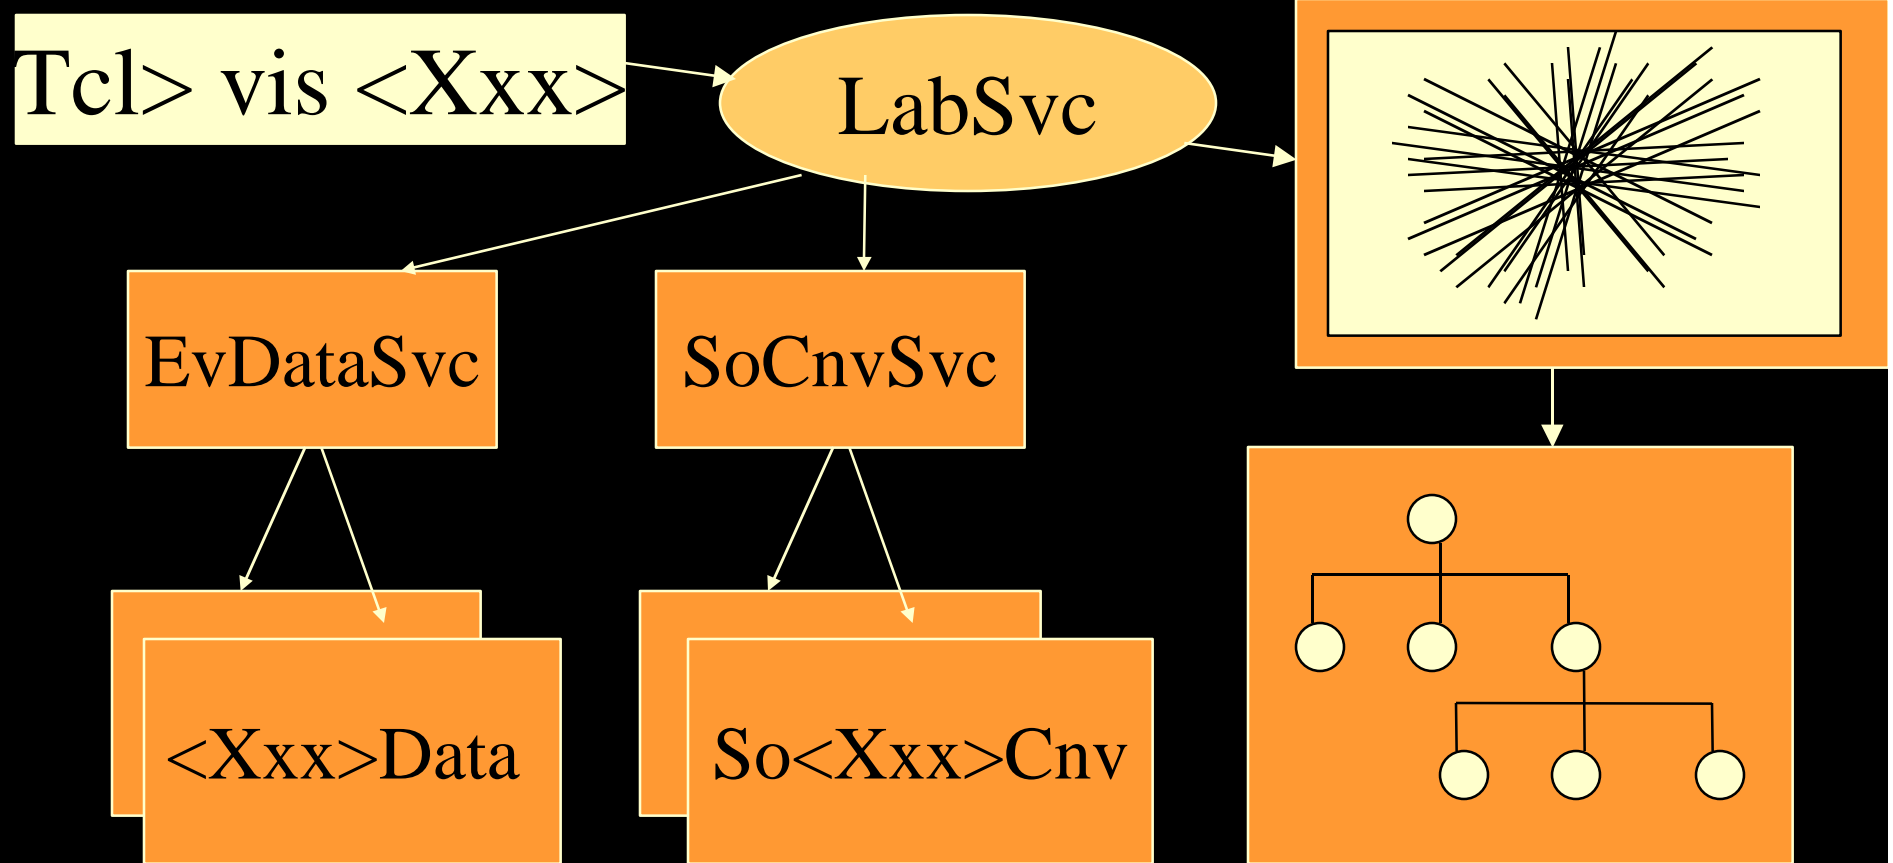 Tcl> vis <Xxx>
LabSvc
EvDataSvc
SoCnvSvc
<Xxx>Data
So<Xxx>Cnv